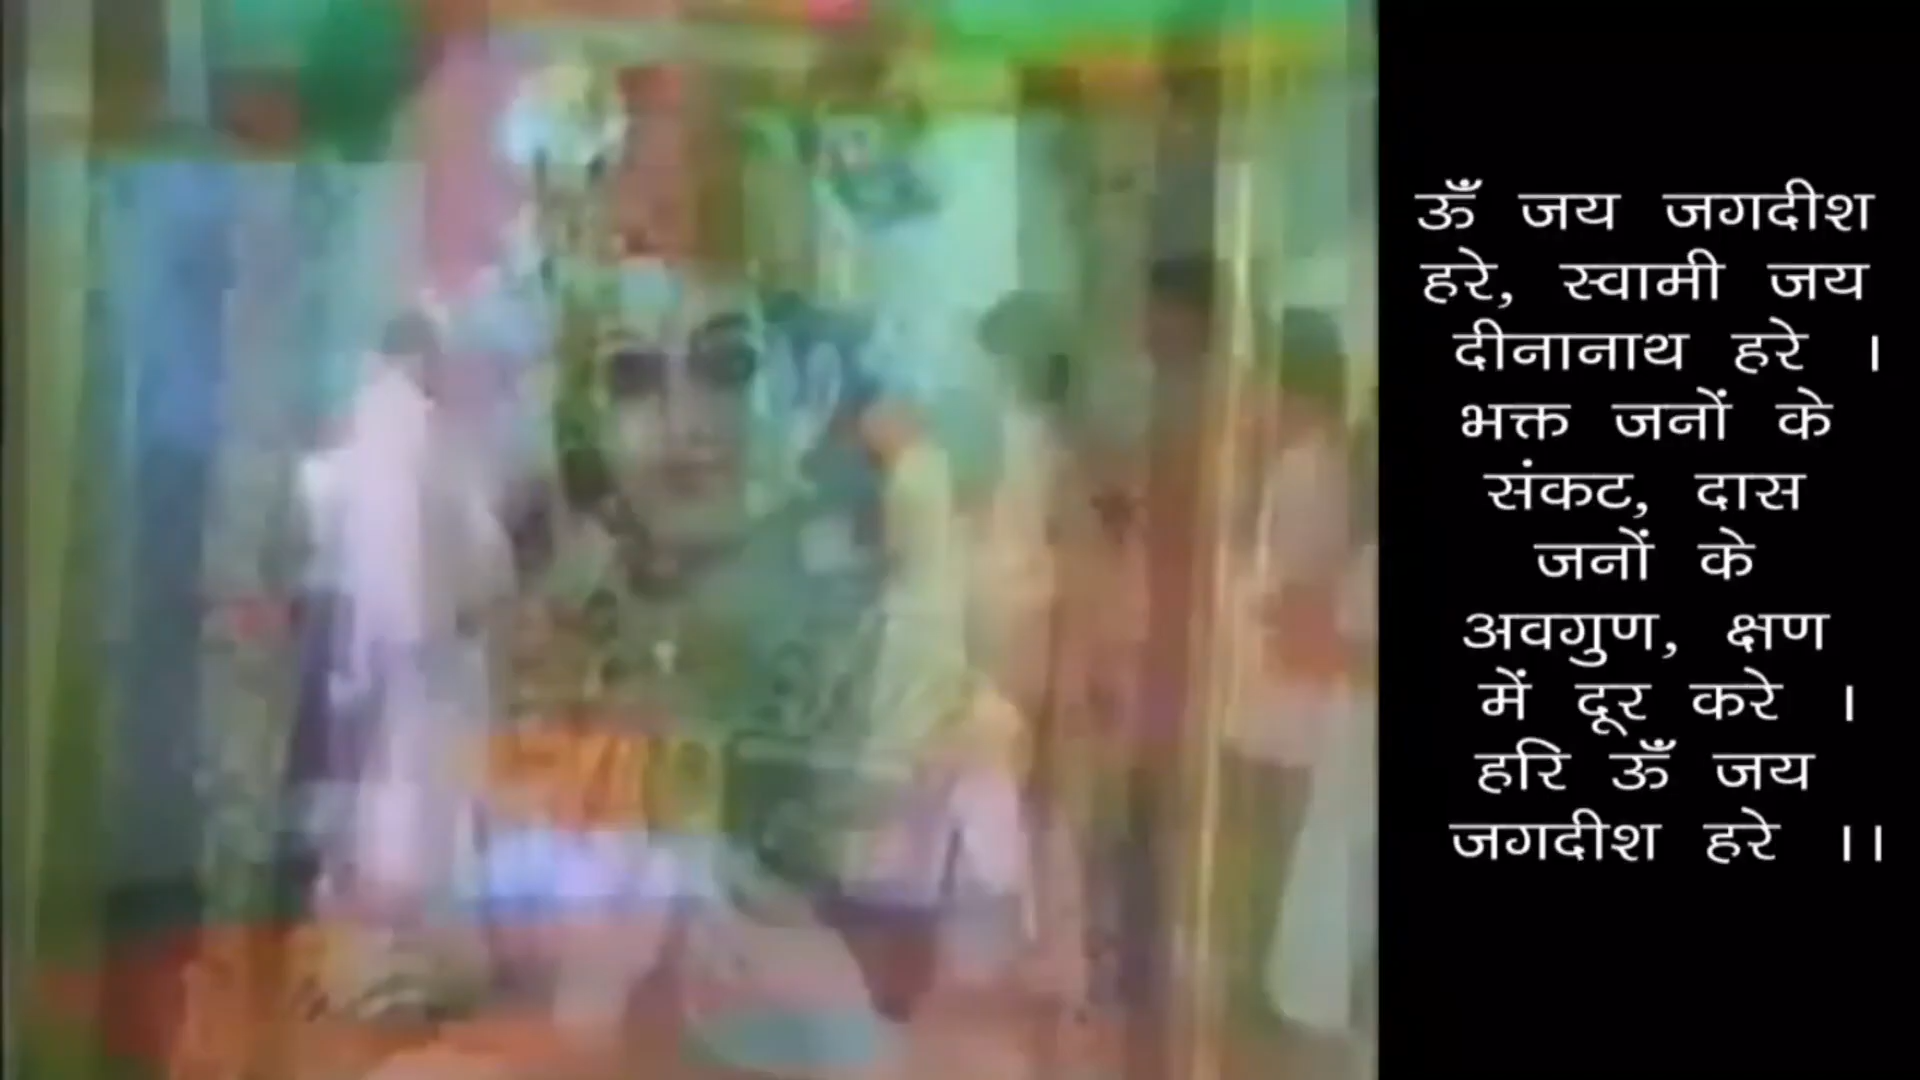 ऊँ जय जगदीश
हरे, स्वामी जय
दीनानाथ हरे ।
भक्त जनों के
संकट, दास
जनों के
अवगुण, क्षण
में दूर करे ।
हरि ऊँ जय
जगदीश हरे ।।